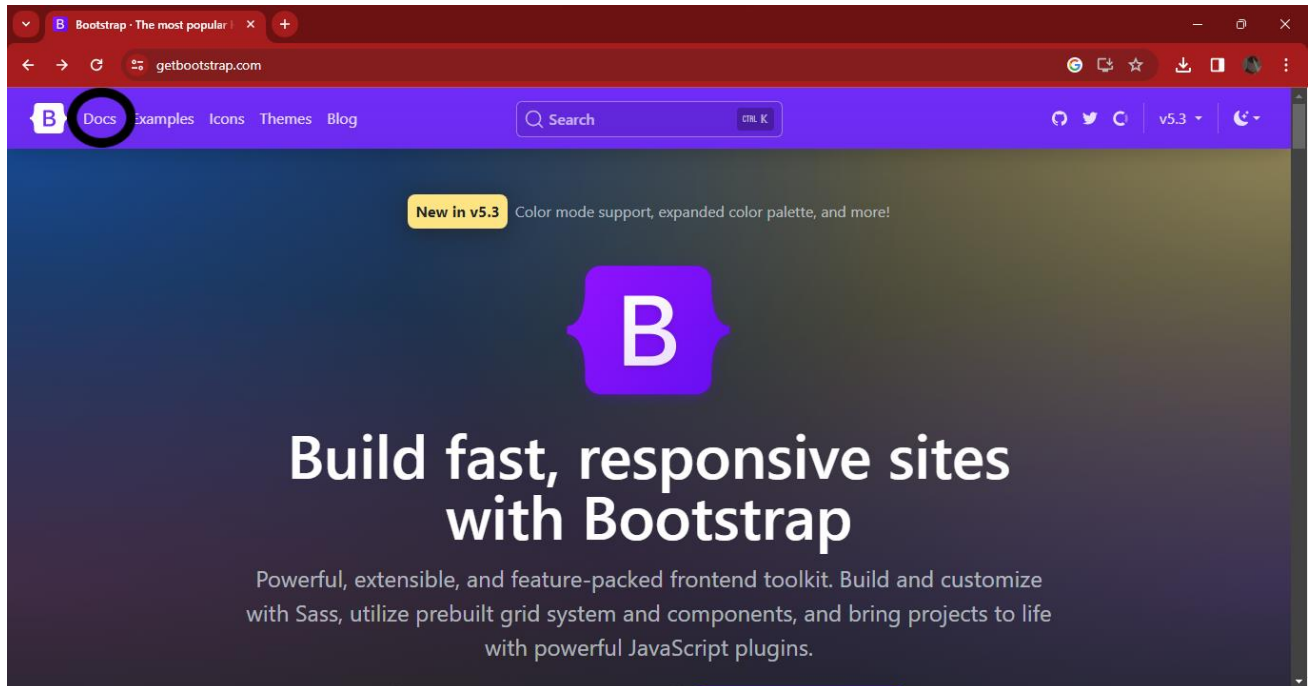 B Bootstrap · The most popular
getbootstrap.com
B Docs Examples Icons Themes Blog Search CTRL K v5.3
New in v5.3 Color mode support, expanded color palette, and more!
B
Build fast, responsive sites
with Bootstrap
Powerful, extensible, and feature-packed frontend toolkit. Build and customize
with Sass, utilize prebuilt grid system and components, and bring projects to life
with powerful JavaScript plugins.